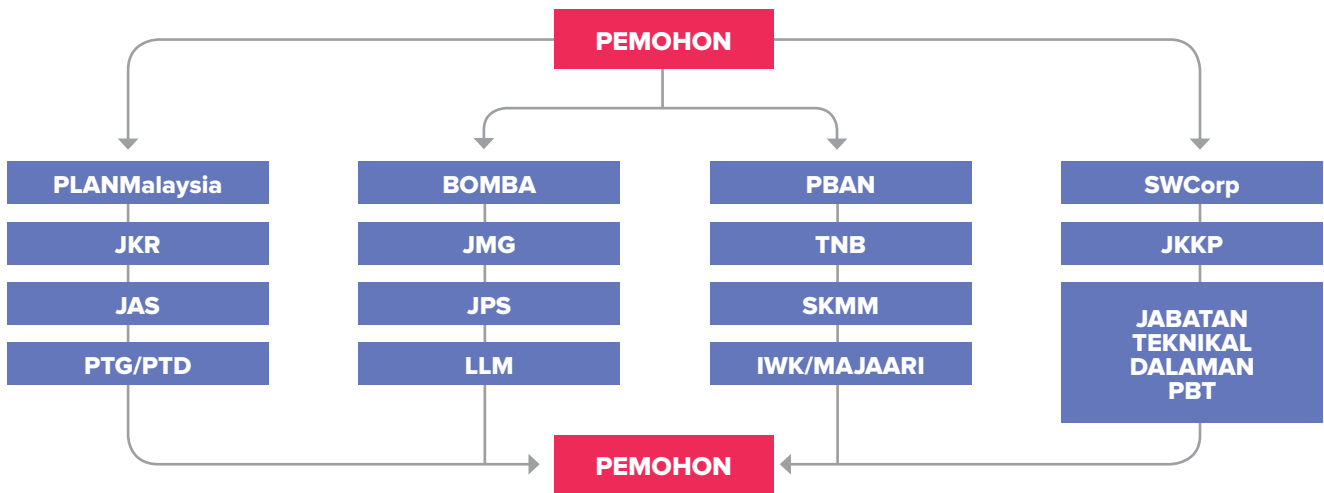 PEMOHON
PLANMalaysia
BOMBA
PBAN
SWCorp
JKR
JMG
TNB
JKKP
JAS
JPS
SKMM
JABATAN
TEKNIKAL
DALAMAN
PBT
PTG/PTD
LLM
IWK/MAJAARI
PEMOHON